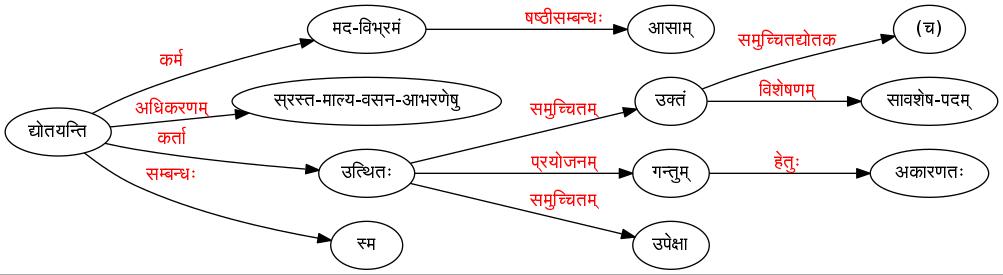 षष्ठीसम्बन्धः
मद-विभ्रमं
आसाम्
(च)
समुच्चितद्योतक
कर्म
उक्तं
विशेषणम्
सावशेष-पदम्
स्रस्त-माल्य-वसन-आभरणेषु
अधिकरणम्
समुच्चितम्
द्योतयन्ति
कर्ता
उत्थितः
प्रयोजनम्
गन्तुम्
हेतुः
अकारणतः
सम्बन्धः
समुच्चितम्
स्म
उपेक्षा